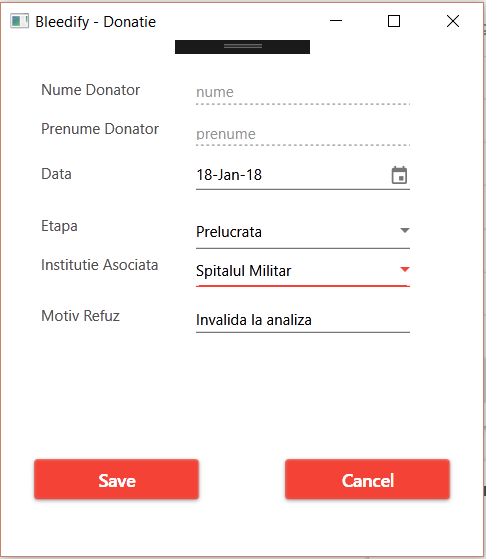 Bleedify - Donatie
Nume Donator
nume
Prenume Donator
prenume
Data
18-Jan-18
Etapa
Prelucrata
Institutie Asociata
Spitalul Militar
Motiv Refuz
Invalida la analiza
Save
Cancel